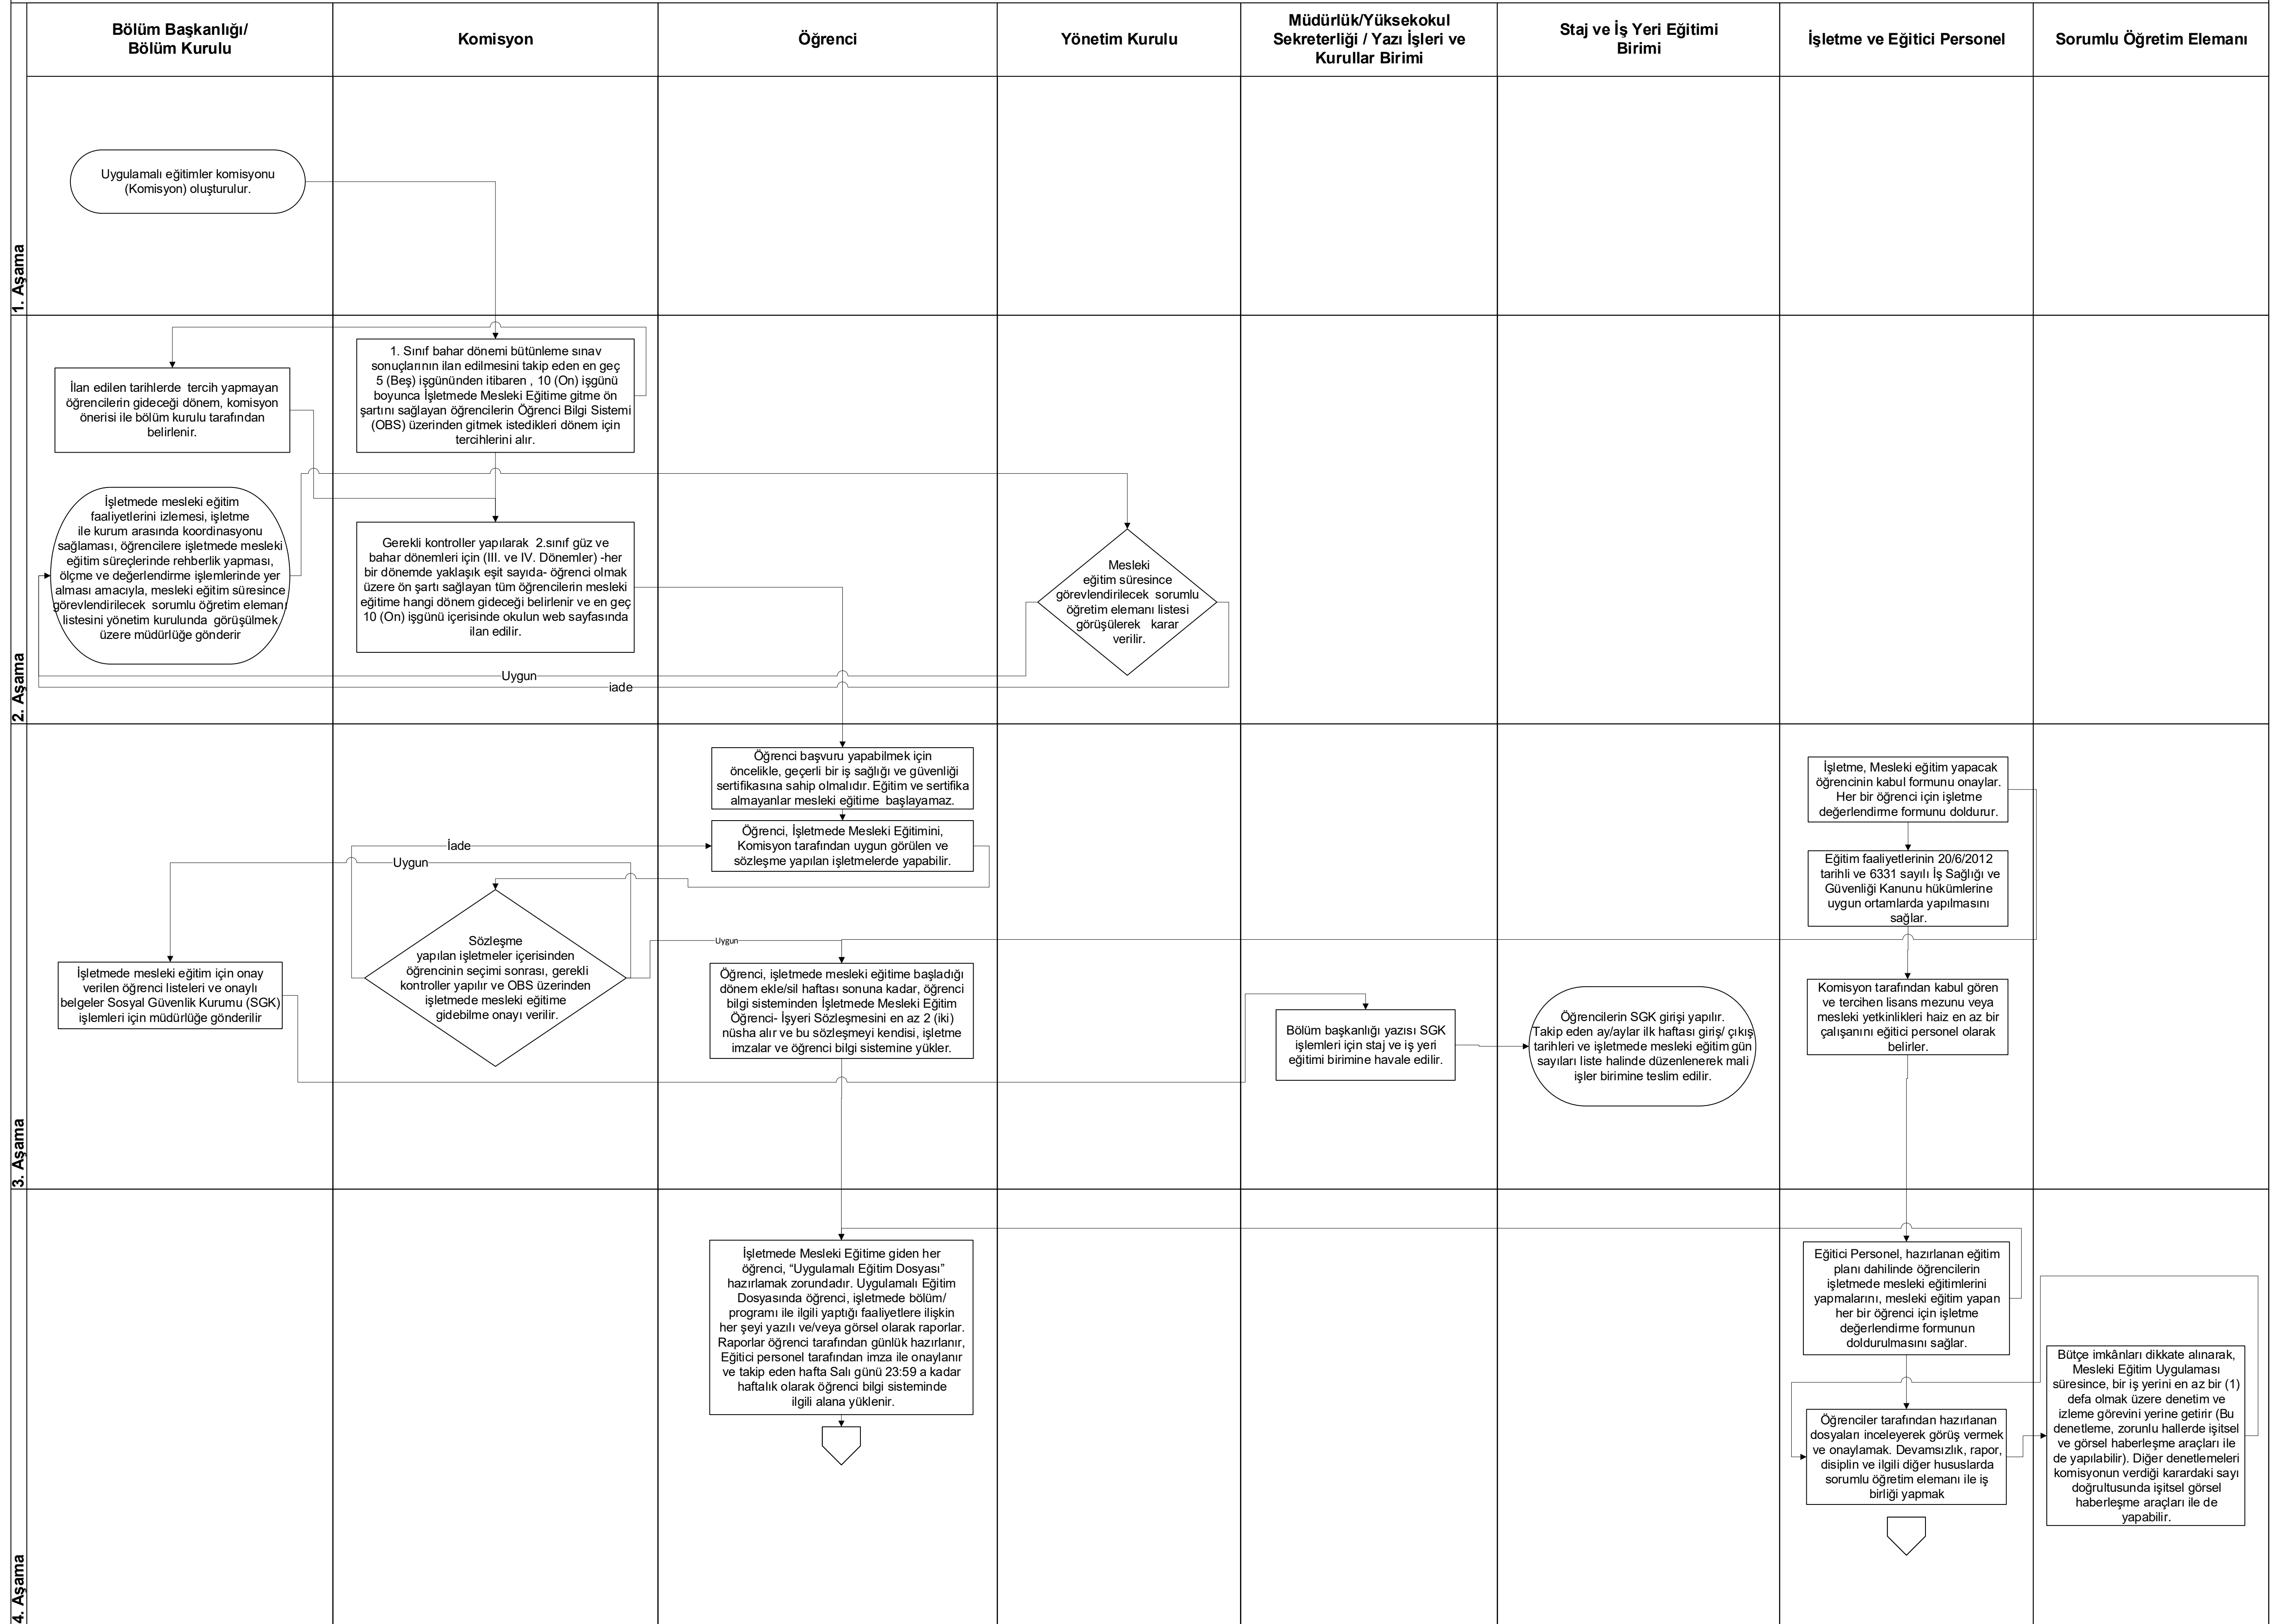 Bölüm Başkanlığı/
Bölüm Kurulu
Komisyon
Öğrenci
Yönetim Kurulu
Müdürlük/Yüksekokul
Sekreterliği / Yazı İşleri ve
Kurullar Birimi
Staj ve İş Yeri Eğitimi
Birimi
İşletme ve Eğitici Personel
Sorumlu Öğretim Elemanı
1. Aşama
Uygulamalı eğitimler komisyonu
(Komisyon) oluşturulur.
2. Aşama
İlan edilen tarihlerde tercih yapmayan
öğrencilerin gideceği dönem, komisyon
önerisi ile bölüm kurulu tarafından
belirlenir.
1. Sınıf bahar dönemi bütünleme sınav
sonuçlarının ilan edilmesini takip eden en geç
5 (Beş) işgününden itibaren , 10 (On) işgünü
boyunca İşletmede Mesleki Eğitime gitme ön
şartını sağlayan öğrencilerin Öğrenci Bilgi Sistemi
(OBS) üzerinden gitmek istedikleri dönem için
tercihlerini alır.
İşletmede mesleki eğitim
faaliyetlerini izlemesi, işletme
ile kurum arasında koordinasyonu
sağlaması, öğrencilere işletmede mesleki
eğitim süreçlerinde rehberlik yapması,
ölçme ve değerlendirme işlemlerinde yer
alması amacıyla, mesleki eğitim süresince
görevlendirilecek sorumlu öğretim elemanı
listesini yönetim kurulunda görüşülmek
üzere müdürlüğe gönderir
Gerekli kontroller yapılarak 2.sınıf güz ve
bahar dönemleri için (III. ve IV. Dönemler) -her
bir dönemde yaklaşık eşit sayıda- öğrenci olmak
üzere ön şartı sağlayan tüm öğrencilerin mesleki
eğitime hangi dönem gideceği belirlenir ve en geç
10 (On) işgünü içerisinde okulun web sayfasında
ilan edilir.
Mesleki
eğitim süresince
görevlendirilecek sorumlu
öğretim elemanı listesi
görüşülerek karar
verilir.
Uygun
iade
3. Aşama
Öğrenci başvuru yapabilmek için
öncelikle, geçerli bir iş sağlığı ve güvenliği
sertifikasına sahip olmalıdır. Eğitim ve sertifika
almayanlar mesleki eğitime başlayamaz.
Öğrenci, İşletmede Mesleki Eğitimini,
Komisyon tarafından uygun görülen ve
sözleşme yapılan işletmelerde yapabilir.
İade
Uygun
Sözleşme
yapılan işletmeler içerisinden
öğrencinin seçimi sonrası, gerekli
kontroller yapılır ve OBS üzerinden
işletmede mesleki eğitime
gidebilme onayı verilir.
Uygun
İşletmede mesleki eğitim için onay
verilen öğrenci listeleri ve onaylı
belgeler Sosyal Güvenlik Kurumu (SGK)
işlemleri için müdürlüğe gönderilir
Öğrenci, işletmede mesleki eğitime başladığı
dönem ekle/sil haftası sonuna kadar, öğrenci
bilgi sisteminden İşletmede Mesleki Eğitim
Öğrenci- İşyeri Sözleşmesini en az 2 (iki)
nüsha alır ve bu sözleşmeyi kendisi, işletme
imzalar ve öğrenci bilgi sistemine yükler.
Bölüm başkanlığı yazısı SGK
işlemleri için staj ve iş yeri
eğitimi birimine havale edilir.
Öğrencilerin SGK girişi yapılır.
Takip eden ay/aylar ilk haftası giriş/ çıkış
tarihleri ve işletmede mesleki eğitim gün
sayıları liste halinde düzenlenerek mali
işler birimine teslim edilir.
İşletme, Mesleki eğitim yapacak
öğrencinin kabul formunu onaylar.
Her bir öğrenci için işletme
değerlendirme formunu doldurur.
Eğitim faaliyetlerinin 20/6/2012
tarihli ve 6331 sayılı İş Sağlığı ve
Güvenliği Kanunu hükümlerine
uygun ortamlarda yapılmasını
sağlar.
Komisyon tarafından kabul gören
ve tercihen lisans mezunu veya
mesleki yetkinlikleri haiz en az bir
çalışanını eğitici personel olarak
belirler.
4. Aşama
İşletmede Mesleki Eğitime giden her
öğrenci, “Uygulamalı Eğitim Dosyası”
hazırlamak zorundadır. Uygulamalı Eğitim
Dosyasında öğrenci, işletmede bölüm/
programı ile ilgili yaptığı faaliyetlere ilişkin
her şeyi yazılı ve/veya görsel olarak raporlar.
Raporlar öğrenci tarafından günlük hazırlanır,
Eğitici personel tarafından imza ile onaylanır
ve takip eden hafta Salı günü 23:59 a kadar
haftalık olarak öğrenci bilgi sisteminde
ilgili alana yüklenir.
Eğitici Personel, hazırlanan eğitim
planı dahilinde öğrencilerin
işletmede mesleki eğitimlerini
yapmalarını, mesleki eğitim yapan
her bir öğrenci için işletme
değerlendirme formunun
doldurulmasını sağlar.
Öğrenciler tarafından hazırlanan
dosyaları inceleyerek görüş vermek
ve onaylamak. Devamsızlık, rapor,
disiplin ve ilgili diğer hususlarda
sorumlu öğretim elemanı ile iş
birliği yapmak
Bütçe imkânları dikkate alınarak,
Mesleki Eğitim Uygulaması
süresince, bir iş yerini en az bir (1)
defa olmak üzere denetim ve
izleme görevini yerine getirir (Bu
denetleme, zorunlu hallerde işitsel
ve görsel haberleşme araçları ile
de yapılabilir). Diğer denetlemeleri
komisyonun verdiği karardaki sayı
doğrultusunda işitsel görsel
haberleşme araçları ile de
yapabilir.